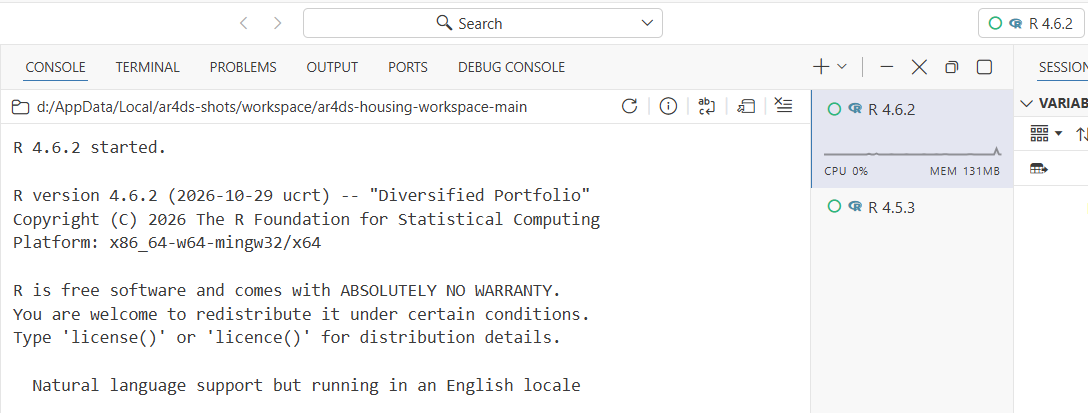 Search
R 4.6.2
CONSOLE TERMINAL PROBLEMS OUTPUT PORTS DEBUG CONSOLE
SESSION
d:/AppData/Local/ar4ds-shots/workspace/ar4ds-housing-workspace-main
R 4.6.2 started.
R version 4.6.2 (2026-10-29 ucrt) -- "Diversified Portfolio"
Copyright (C) 2026 The R Foundation for Statistical Computing
Platform: x86_64-w64-mingw32/x64
R is free software and comes with ABSOLUTELY NO WARRANTY.
You are welcome to redistribute it under certain conditions.
Type 'license()' or 'licence()' for distribution details.
Natural language support but running in an English locale
R 4.6.2
CPU 0% MEM 131MB
R 4.5.3